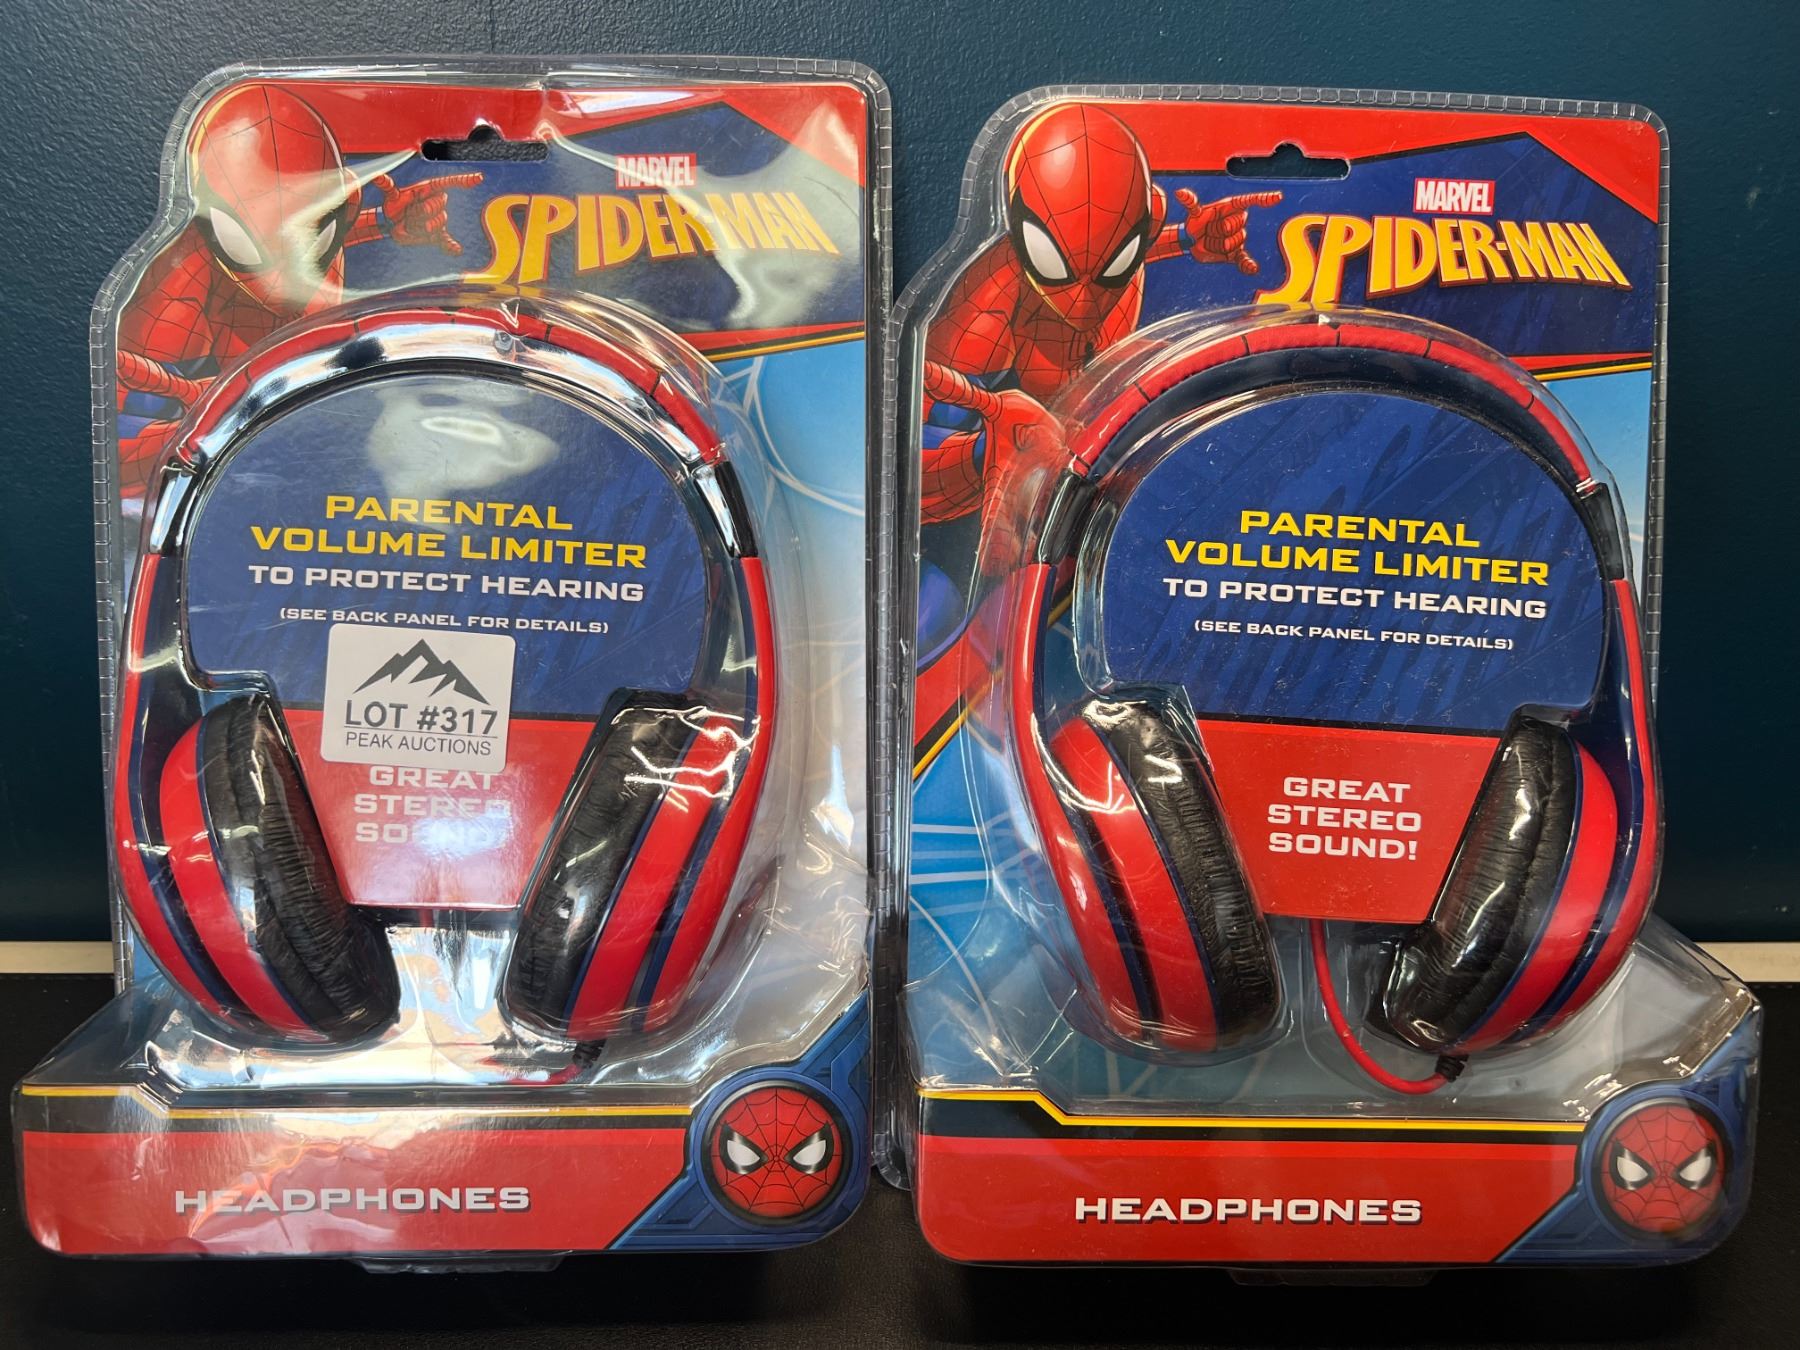 MARVEL
SPIDER-MAN
PARENTAL
VOLUME LIMITER
TO PROTECT HEARING
(SEE BACK PANEL FOR DETAILS)
LOT #317
PEAK AUCTIONS
GREAT
STEREO
SOUND!
HEADPHONES
MARVEL
SPIDER-MAN
PARENTAL
VOLUME LIMITER
TO PROTECT HEARING
(SEE BACK PANEL FOR DETAILS)
GREAT
STEREO
SOUND!
HEADPHONES